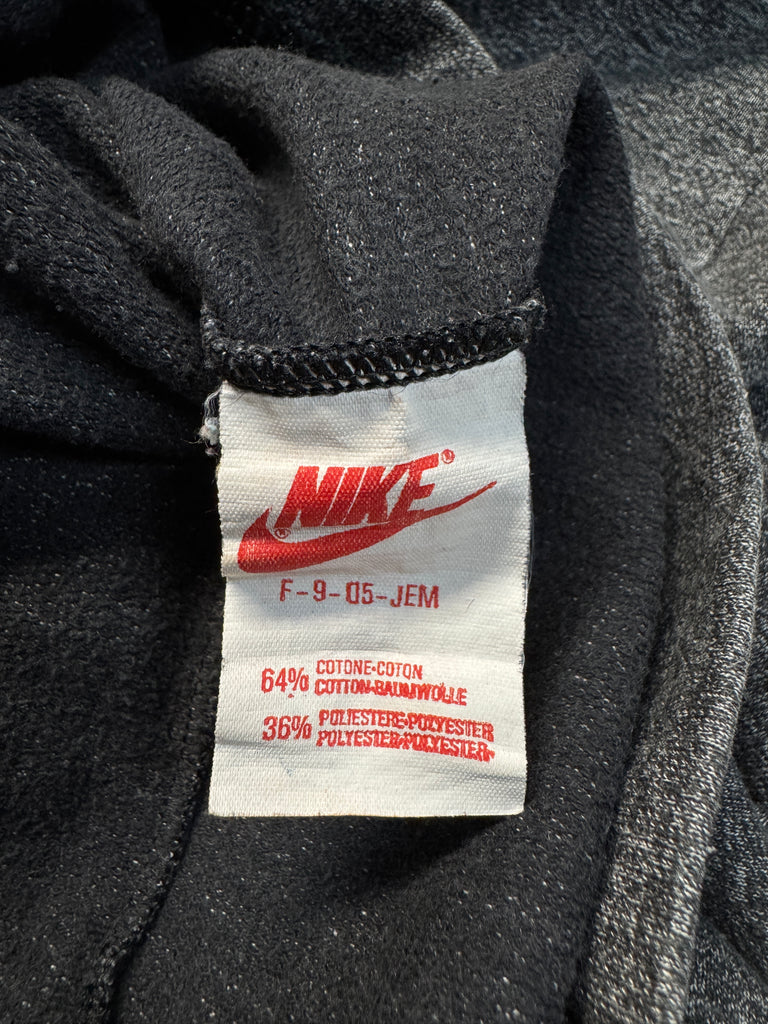 NIKE®
®
F-9-05-JEM
64% COTONE-COTON
COTTON-BAUMWOLLE
36% POLIESTERE-POLYESTER
POLYESTER-POLYESTER